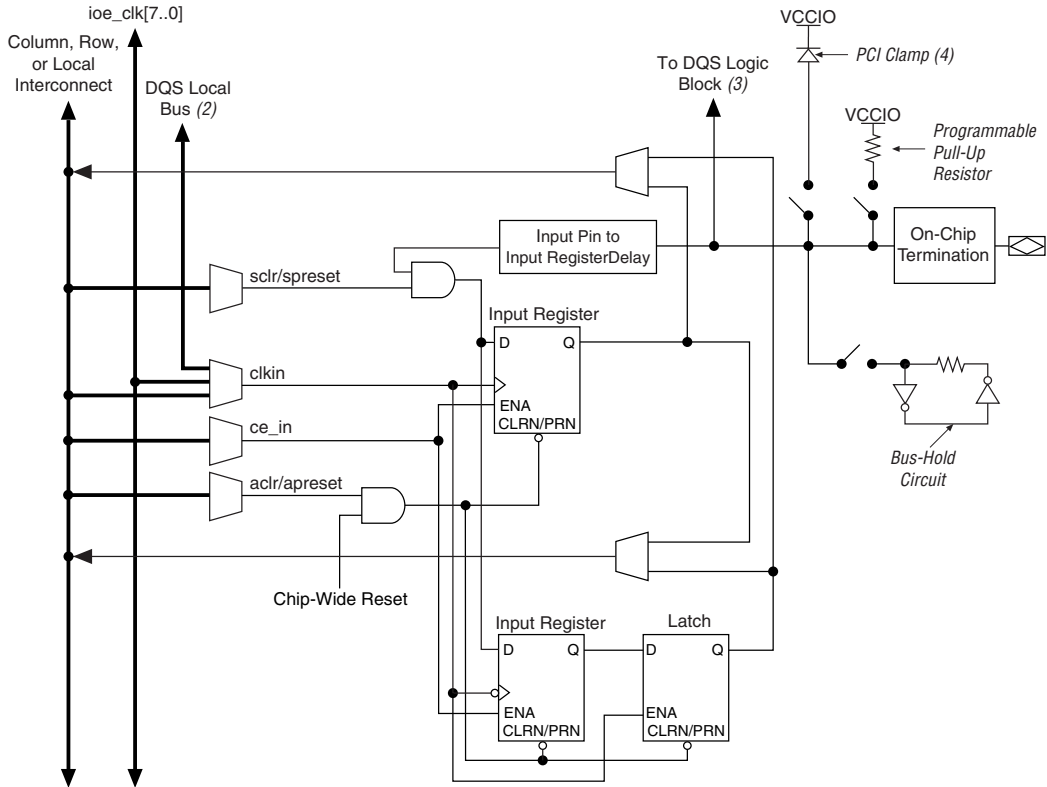 ioe_clk[7..0]
Column, Row,
or Local
Interconnect
DQS Local
Bus (2)
To DQS Logic
Block (3)
VCCIO
PCI Clamp (4)
VCCIO
Programmable
Pull-Up
Resistor
Input Pin to
Input RegisterDelay
On-Chip
Termination
sclr/spreset
Input Register
D
Q
clkin
ENA
CLRN/PRN
ce_in
aclr/apreset
Bus-Hold
Circuit
Chip-Wide Reset
Input Register
D
Q
ENA
CLRN/PRN
Latch
D
Q
ENA
CLRN/PRN